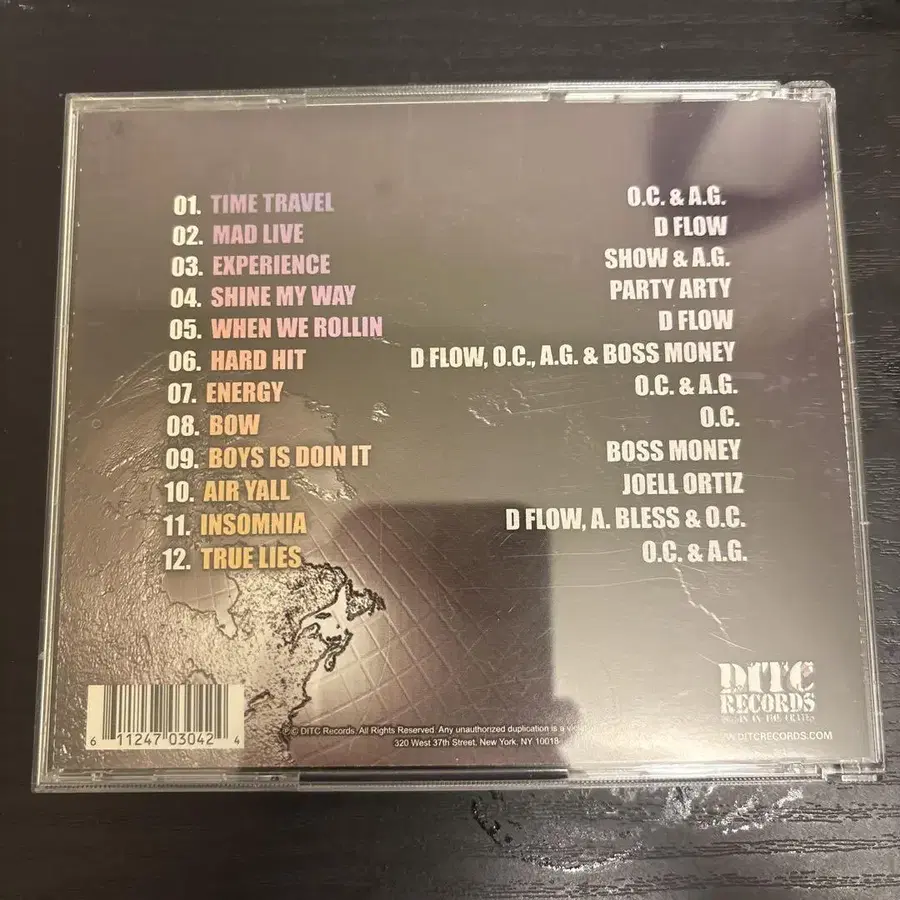 01. TIME TRAVEL O.C. & A.G.
02. MAD LIVE D FLOW
03. EXPERIENCE SHOW & A.G.
04. SHINE MY WAY PARTY ARTY
05. WHEN WE ROLLIN D FLOW
06. HARD HIT D FLOW, O.C., A.G. & BOSS MONEY
07. ENERGY O.C. & A.G.
08. BOW O.C.
09. BOYS IS DOIN IT BOSS MONEY
10. AIR YALL JOELL ORTIZ
11. INSOMNIA D FLOW, A. BLESS & O.C.
12. TRUE LIES O.C. & A.G.
DITC
RECORDS
6 11247 03042 4
℗ © DITC Records. All Rights Reserved. Any unauthorized duplication is a
320 West 37th Street, New York, NY 10018
WWW.DITCRECORDS.COM